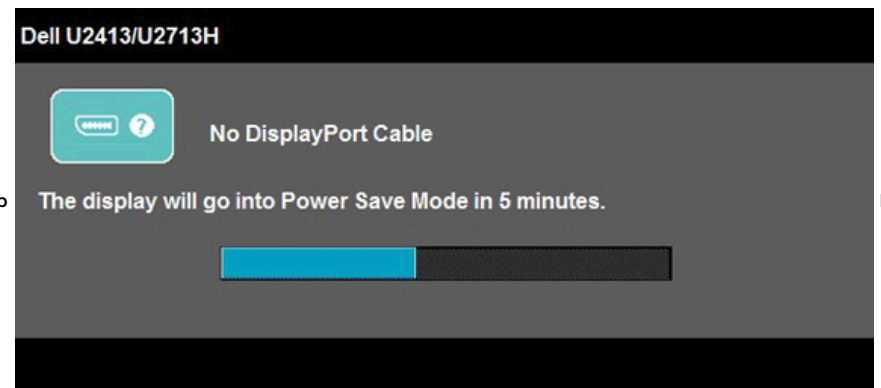 Dell U2413/U2713H
?
No DisplayPort Cable
The display will go into Power Save Mode in 5 minutes.